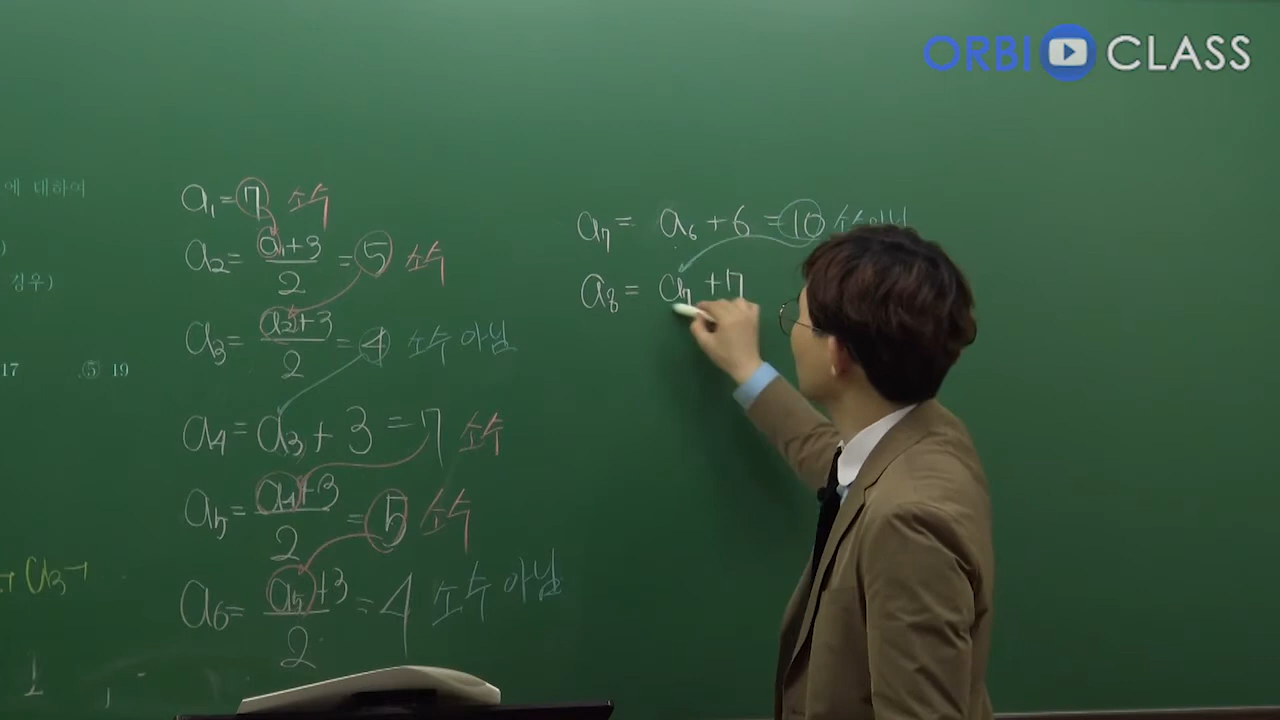 ORBI CLASS
에 대하여
)
경우)
17 ⑤ 19
a₁=7 소수
a₂= (a₁+3)/2 =5 소수
a₃= (a₂+3)/2 =4 소수 아님
a₄=a₃+3=7 소수
a₅= (a₄+3)/2 =5 소수
a₆= (a₅+3)/2 =4 소수 아님
→ a₃→
a₇= a₆+6=10 소수 아님
a₈= a₇+7